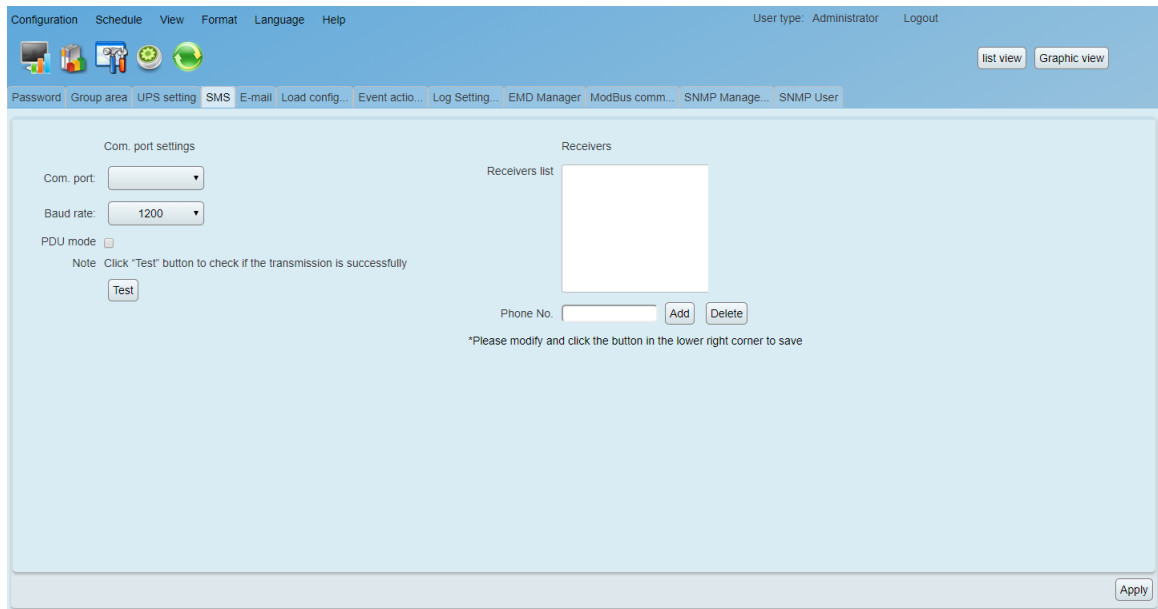 Configuration Schedule View Format Language Help User type: Administrator Logout
list view Graphic view
Password Group area UPS setting SMS E-mail Load config... Event actio... Log Setting... EMD Manager ModBus comm... SNMP Manage... SNMP User
Com. port settings Receivers
Receivers list
Com. port:
Baud rate: 1200
PDU mode
Note Click "Test" button to check if the transmission is successfully
Test
Phone No. Add Delete
*Please modify and click the button in the lower right corner to save
Apply